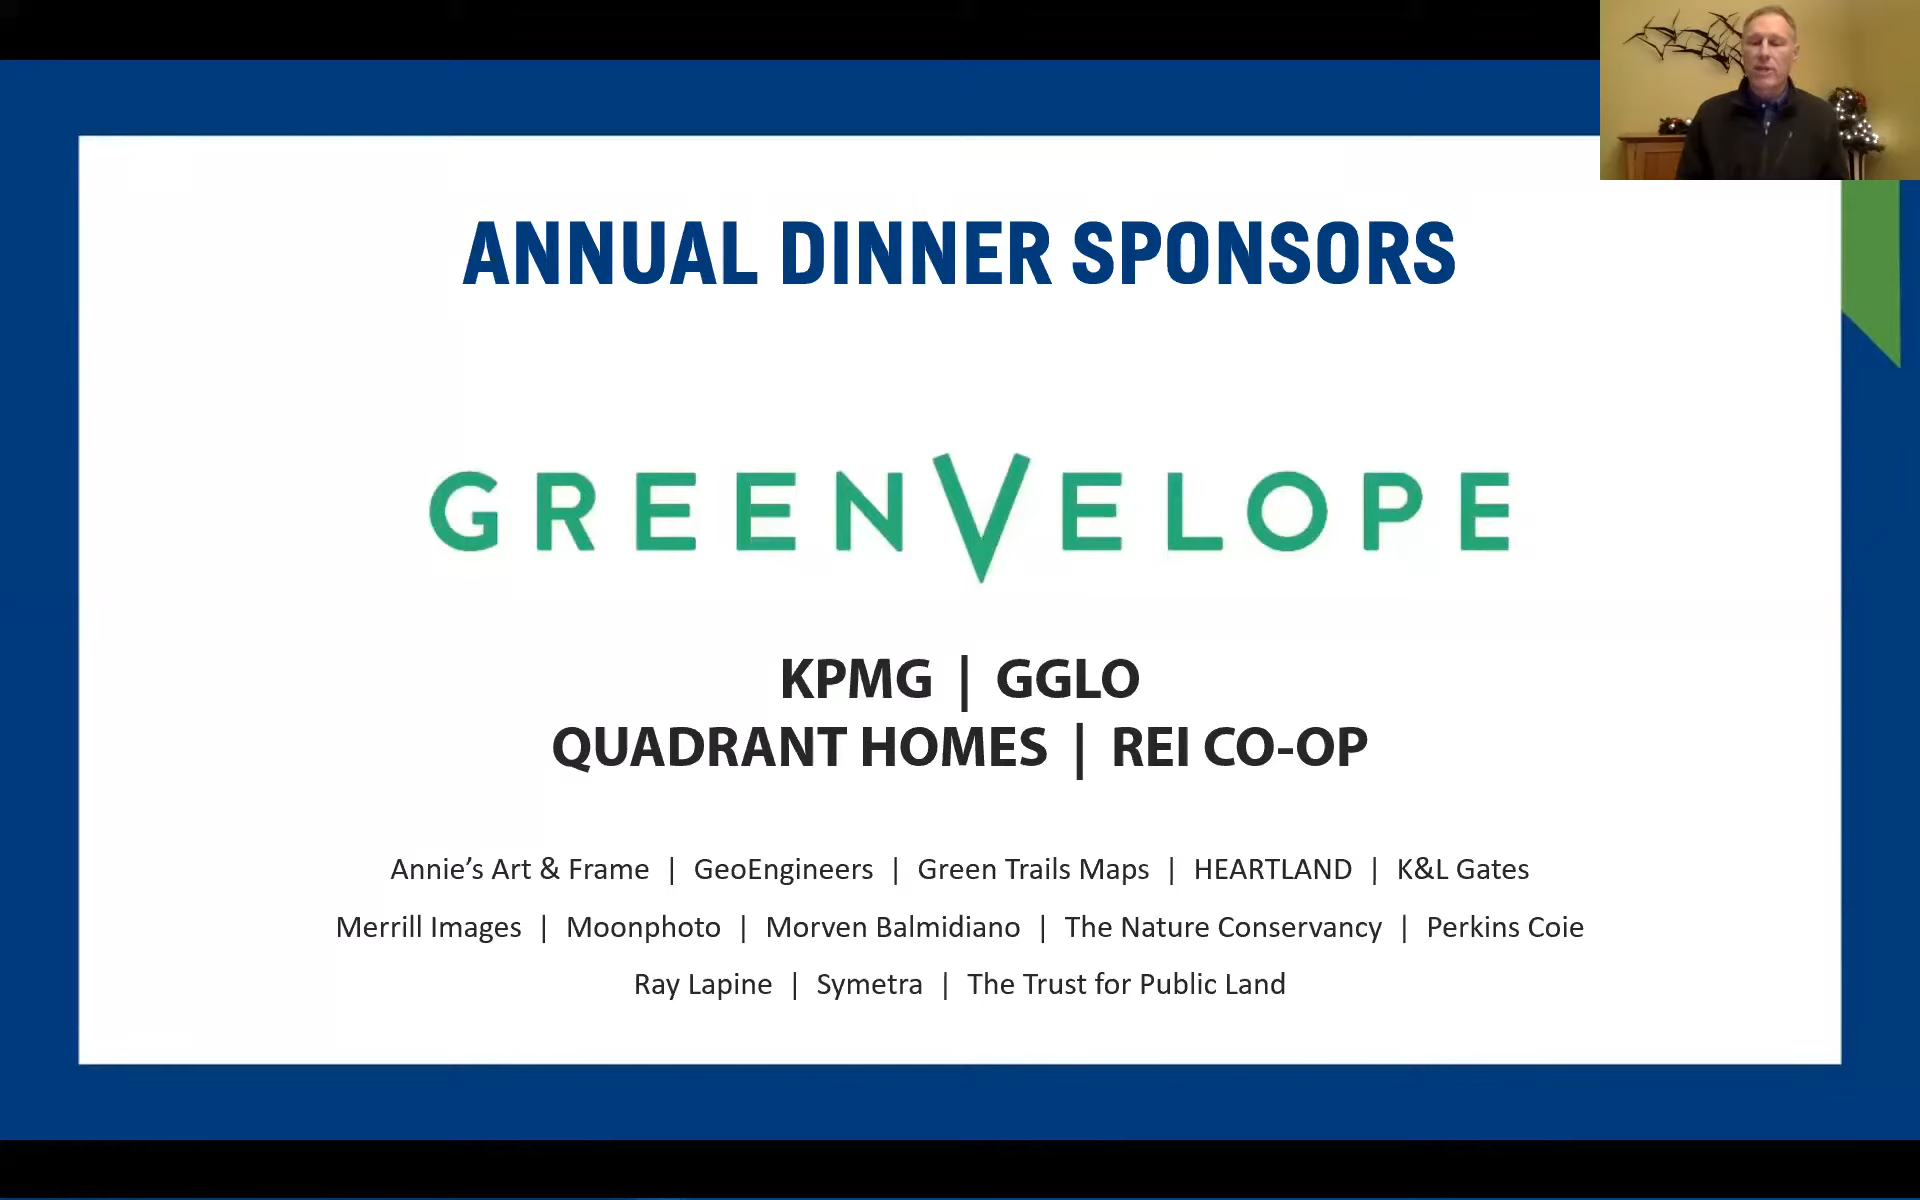 ANNUAL DINNER SPONSORS
GREENVELOPE
KPMG | GGLO
QUADRANT HOMES | REI CO-OP
Annie’s Art & Frame | GeoEngineers | Green Trails Maps | HEARTLAND | K&L Gates
Merrill Images | Moonphoto | Morven Balmidiano | The Nature Conservancy | Perkins Coie
Ray Lapine | Symetra | The Trust for Public Land